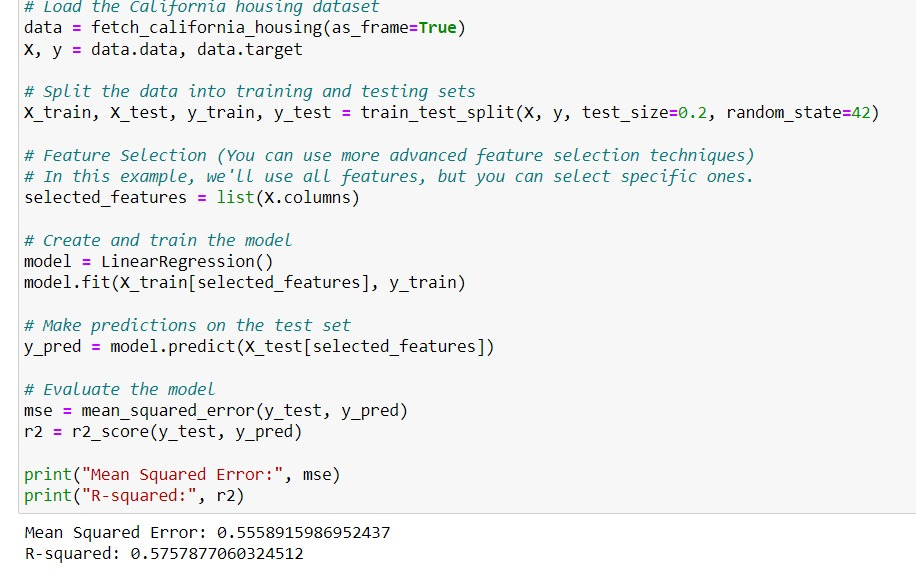 # Load the California housing dataset
data = fetch_california_housing(as_frame=True)
X, y = data.data, data.target
# Split the data into training and testing sets
X_train, X_test, y_train, y_test = train_test_split(X, y, test_size=0.2, random_state=42)
# Feature Selection (You can use more advanced feature selection techniques)
# In this example, we'll use all features, but you can select specific ones.
selected_features = list(X.columns)
# Create and train the model
model = LinearRegression()
model.fit(X_train[selected_features], y_train)
# Make predictions on the test set
y_pred = model.predict(X_test[selected_features])
# Evaluate the model
mse = mean_squared_error(y_test, y_pred)
r2 = r2_score(y_test, y_pred)
print("Mean Squared Error:", mse)
print("R-squared:", r2)
Mean Squared Error: 0.5558915986952437
R-squared: 0.5757877060324512